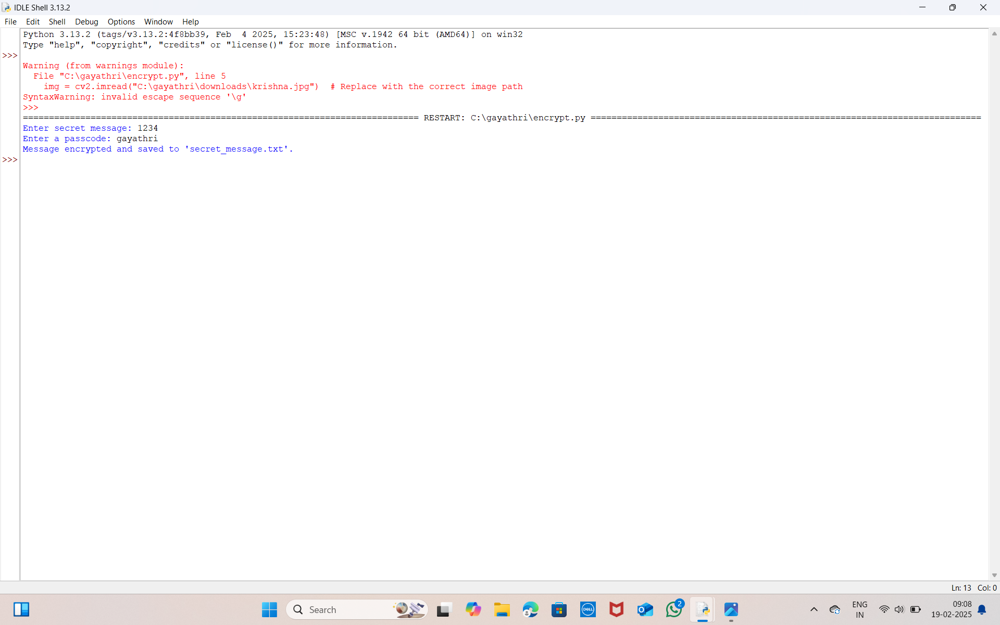 IDLE Shell 3.13.2
File Edit Shell Debug Options Window Help
Python 3.13.2 (tags/v3.13.2:4f8bb39, Feb  4 2025, 15:23:48) [MSC v.1942 64 bit (AMD64)] on win32
Type "help", "copyright", "credits" or "license()" for more information.
>>>
Warning (from warnings module):
  File "C:\gayathri\encrypt.py", line 5
    img = cv2.imread("C:\gayathri\downloads\krishna.jpg")  # Replace with the correct image path
SyntaxWarning: invalid escape sequence '\g'
>>>
============================================================================ RESTART: C:\gayathri\encrypt.py ===========================================================================
Enter secret message: 1234
Enter a passcode: gayathri
Message encrypted and saved to 'secret_message.txt'.
>>>
Ln: 13 Col: 0
Search
DELL
2
ENG
IN
09:08
19-02-2025